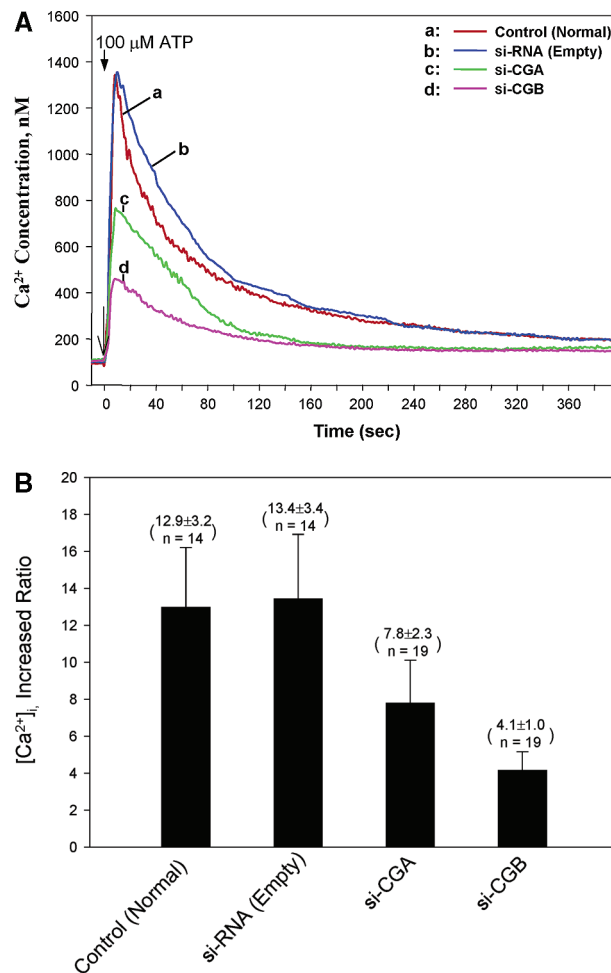 A
100 μM ATP
a: Control (Normal)
b: si-RNA (Empty)
c: si-CGA
d: si-CGB
1600
1400
1200
1000
800
600
400
200
0
Ca²⁺ Concentration, nM
a
b
c
d
0 40 80 120 160 200 240 280 320 360
Time (sec)
B
20
18
16
14
12
10
8
6
4
2
0
[Ca²⁺]i, Increased Ratio
(12.9±3.2
n = 14)
(13.4±3.4
n = 14)
(7.8±2.3
n = 19)
(4.1±1.0
n = 19)
Control (Normal)
si-RNA (Empty)
si-CGA
si-CGB